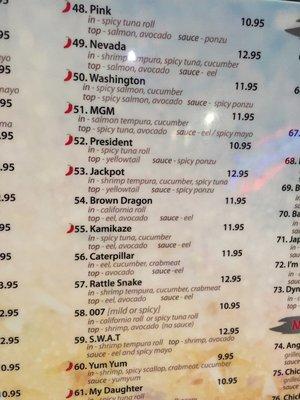 48. Pink 10.95
in - spicy tuna roll
top - salmon, avocado sauce - ponzu
49. Nevada 12.95
in - shrimp tempura, spicy tuna, cucumber
top - salmon, avocado sauce - eel
50. Washington 11.95
in - spicy salmon, cucumber
top - salmon, avocado sauce - spicy ponzu
51. MGM 11.95
in - salmon tempura, cucumber
top - spicy tuna, avocado sauce - eel / spicy mayo
52. President 10.95
in - spicy tuna roll
top - yellowtail sauce - spicy ponzu
53. Jackpot 12.95
in - shrimp tempura, cucumber, spicy tuna
top - yellowtail sauce - spicy ponzu
54. Brown Dragon 11.95
in - california roll
top - eel, avocado sauce - eel
55. Kamikaze 11.95
in - spicy tuna, cucumber
top - eel, avocado sauce - eel
56. Caterpillar 11.95
in - eel, cucumber, crabmeat
top - avocado sauce - eel
57. Rattle Snake 12.95
in - shrimp tempura, cucumber, crabmeat
top - eel, avocado sauce - eel
58. 007 [mild or spicy] 10.95
in - california roll or spicy tuna roll
top - shrimp, avocado (no sauce)
59. S.W.A.T 12.95
in - shrimp tempura roll top - shrimp, avocado
sauce - eel and spicy mayo
60. Yum Yum 9.95
in - shrimp, spicy scallop, crabmeat, cucumber
sauce - yumyum
61. My Daughter 10.95